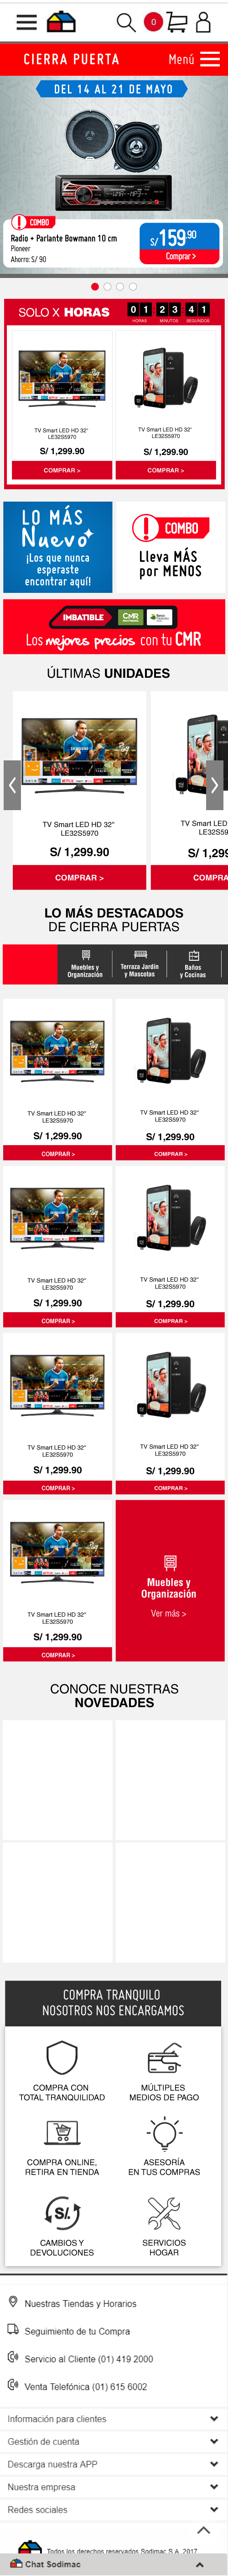 0
CIERRA PUERTA
Menú
DEL 14 AL 21 DE MAYO
COMBO
Radio + Parlante Bowmann 10 cm
Pioneer
Ahorro: S/ 90
S/159.90
Comprar >
SOLO X HORAS
01 23 41
HORAS MINUTOS SEGUNDOS
TV Smart LED HD 32"
LE32S5970
S/ 1,299.90
COMPRAR >
TV Smart LED HD 32"
LE32S5970
S/ 1,299.90
COMPRAR >
LO MÁS
Nuevo
¡Los que nunca
esperaste
encontrar aquí!
COMBO
Lleva MÁS
por MENOS
IMBATIBLE
CMR
Los mejores precios con tu CMR
ÚLTIMAS UNIDADES
TV Smart LED HD 32"
LE32S5970
S/ 1,299.90
COMPRAR >
TV Smart LED H
LE32S59
S/ 1,299
COMPRA
LO MÁS DESTACADOS
DE CIERRA PUERTAS
Muebles y
Organización
Terraza Jardín
y Mascotas
Baños
y Cocinas
TV Smart LED HD 32"
LE32S5970
S/ 1,299.90
COMPRAR >
TV Smart LED HD 32"
LE32S5970
S/ 1,299.90
COMPRAR >
TV Smart LED HD 32"
LE32S5970
S/ 1,299.90
COMPRAR >
TV Smart LED HD 32"
LE32S5970
S/ 1,299.90
COMPRAR >
TV Smart LED HD 32"
LE32S5970
S/ 1,299.90
COMPRAR >
TV Smart LED HD 32"
LE32S5970
S/ 1,299.90
COMPRAR >
TV Smart LED HD 32"
LE32S5970
S/ 1,299.90
COMPRAR >
Muebles y
Organización
Ver más >
CONOCE NUESTRAS
NOVEDADES
COMPRA TRANQUILO
NOSOTROS NOS ENCARGAMOS
COMPRA CON
TOTAL TRANQUILIDAD
MÚLTIPLES
MEDIOS DE PAGO
COMPRA ONLINE,
RETIRA EN TIENDA
ASESORÍA
EN TUS COMPRAS
S/.
CAMBIOS Y
DEVOLUCIONES
SERVICIOS
HOGAR
Nuestras Tiendas y Horarios
Seguimiento de tu Compra
Servicio al Cliente (01) 419 2000
Venta Telefónica (01) 615 6002
Información para clientes
Gestión de cuenta
Descarga nuestra APP
Nuestra empresa
Redes sociales
Todos los derechos reservados Sodimac S.A. 2017
Chat Sodimac